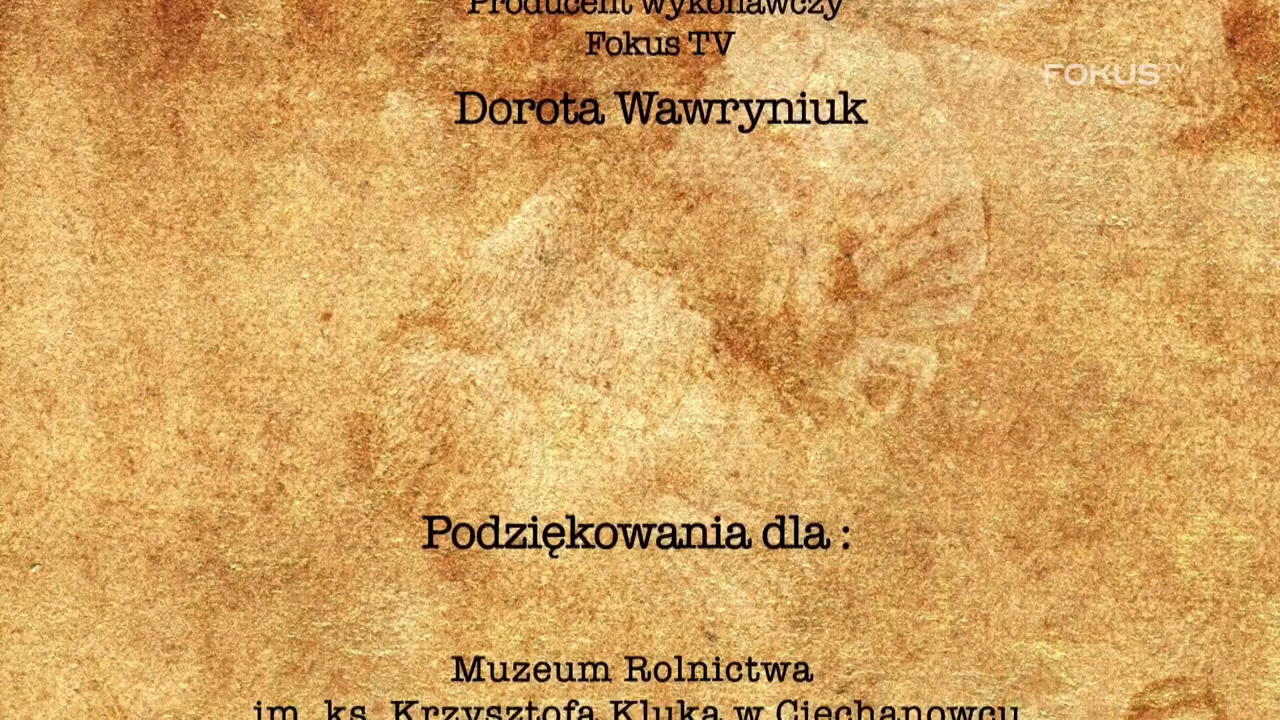 Producent wykonawczy
Fokus TV
FOKUS TV
Dorota Wawryniuk
Podziękowania dla :
Muzeum Rolnictwa
im. ks. Krzysztofa Kluka w Ciechanowcu